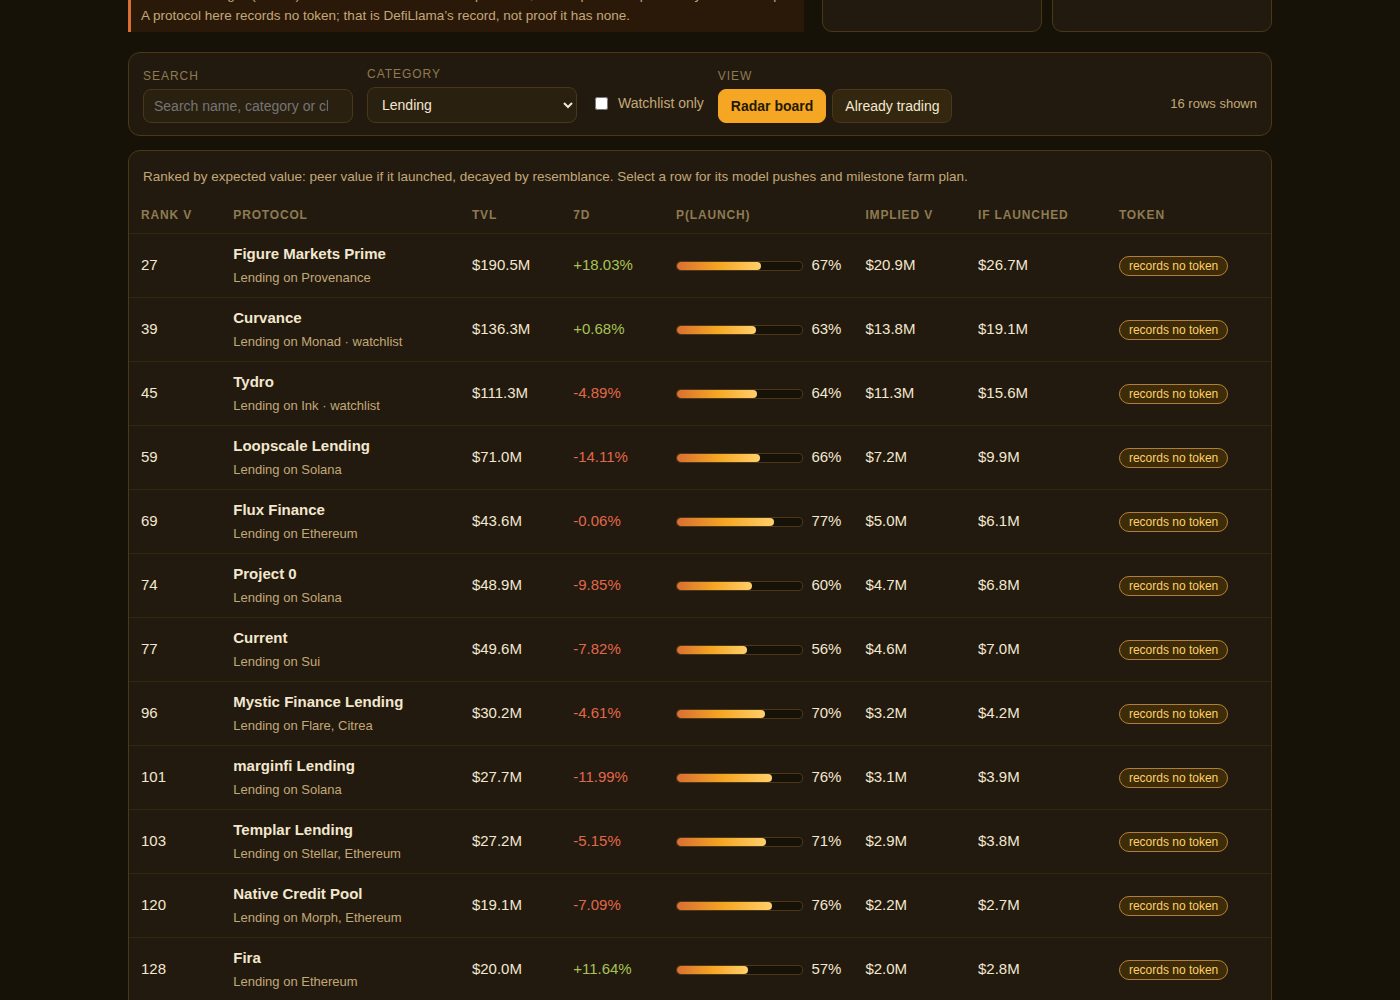 A protocol here records no token; that is DefiLlama's record, not proof it has none.
SEARCH
CATEGORY
VIEW
Search name, category or cl
Lending
Watchlist only
Radar board
Already trading
16 rows shown
Ranked by expected value: peer value if it launched, decayed by resemblance. Select a row for its model pushes and milestone farm plan.
RANK V PROTOCOL TVL 7D P(LAUNCH) IMPLIED V IF LAUNCHED TOKEN
27 Figure Markets Prime $190.5M +18.03% 67% $20.9M $26.7M records no token
Lending on Provenance
39 Curvance $136.3M +0.68% 63% $13.8M $19.1M records no token
Lending on Monad · watchlist
45 Tydro $111.3M -4.89% 64% $11.3M $15.6M records no token
Lending on Ink · watchlist
59 Loopscale Lending $71.0M -14.11% 66% $7.2M $9.9M records no token
Lending on Solana
69 Flux Finance $43.6M -0.06% 77% $5.0M $6.1M records no token
Lending on Ethereum
74 Project 0 $48.9M -9.85% 60% $4.7M $6.8M records no token
Lending on Solana
77 Current $49.6M -7.82% 56% $4.6M $7.0M records no token
Lending on Sui
96 Mystic Finance Lending $30.2M -4.61% 70% $3.2M $4.2M records no token
Lending on Flare, Citrea
101 marginfi Lending $27.7M -11.99% 76% $3.1M $3.9M records no token
Lending on Solana
103 Templar Lending $27.2M -5.15% 71% $2.9M $3.8M records no token
Lending on Stellar, Ethereum
120 Native Credit Pool $19.1M -7.09% 76% $2.2M $2.7M records no token
Lending on Morph, Ethereum
128 Fira $20.0M +11.64% 57% $2.0M $2.8M records no token
Lending on Ethereum